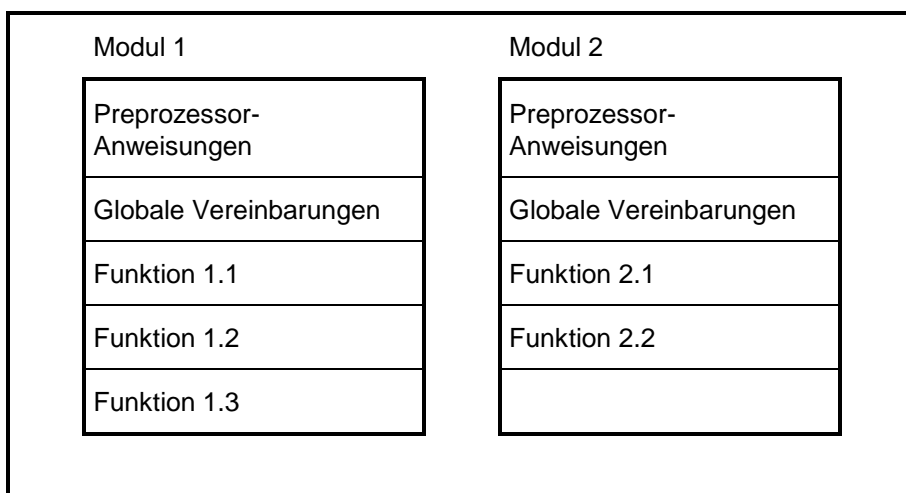 Modul 1
Preprozessor-
Anweisungen
Globale Vereinbarungen
Funktion 1.1
Funktion 1.2
Funktion 1.3
Modul 2
Preprozessor-
Anweisungen
Globale Vereinbarungen
Funktion 2.1
Funktion 2.2